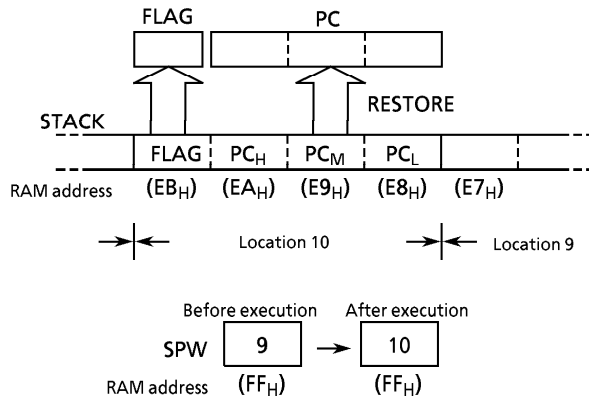 FLAG PC
RESTORE
STACK
FLAG PCH PCM PCL
RAM address (EBH) (EAH) (E9H) (E8H) (E7H)
Location 10 Location 9
Before execution After execution
SPW 9 10
RAM address (FFH) (FFH)